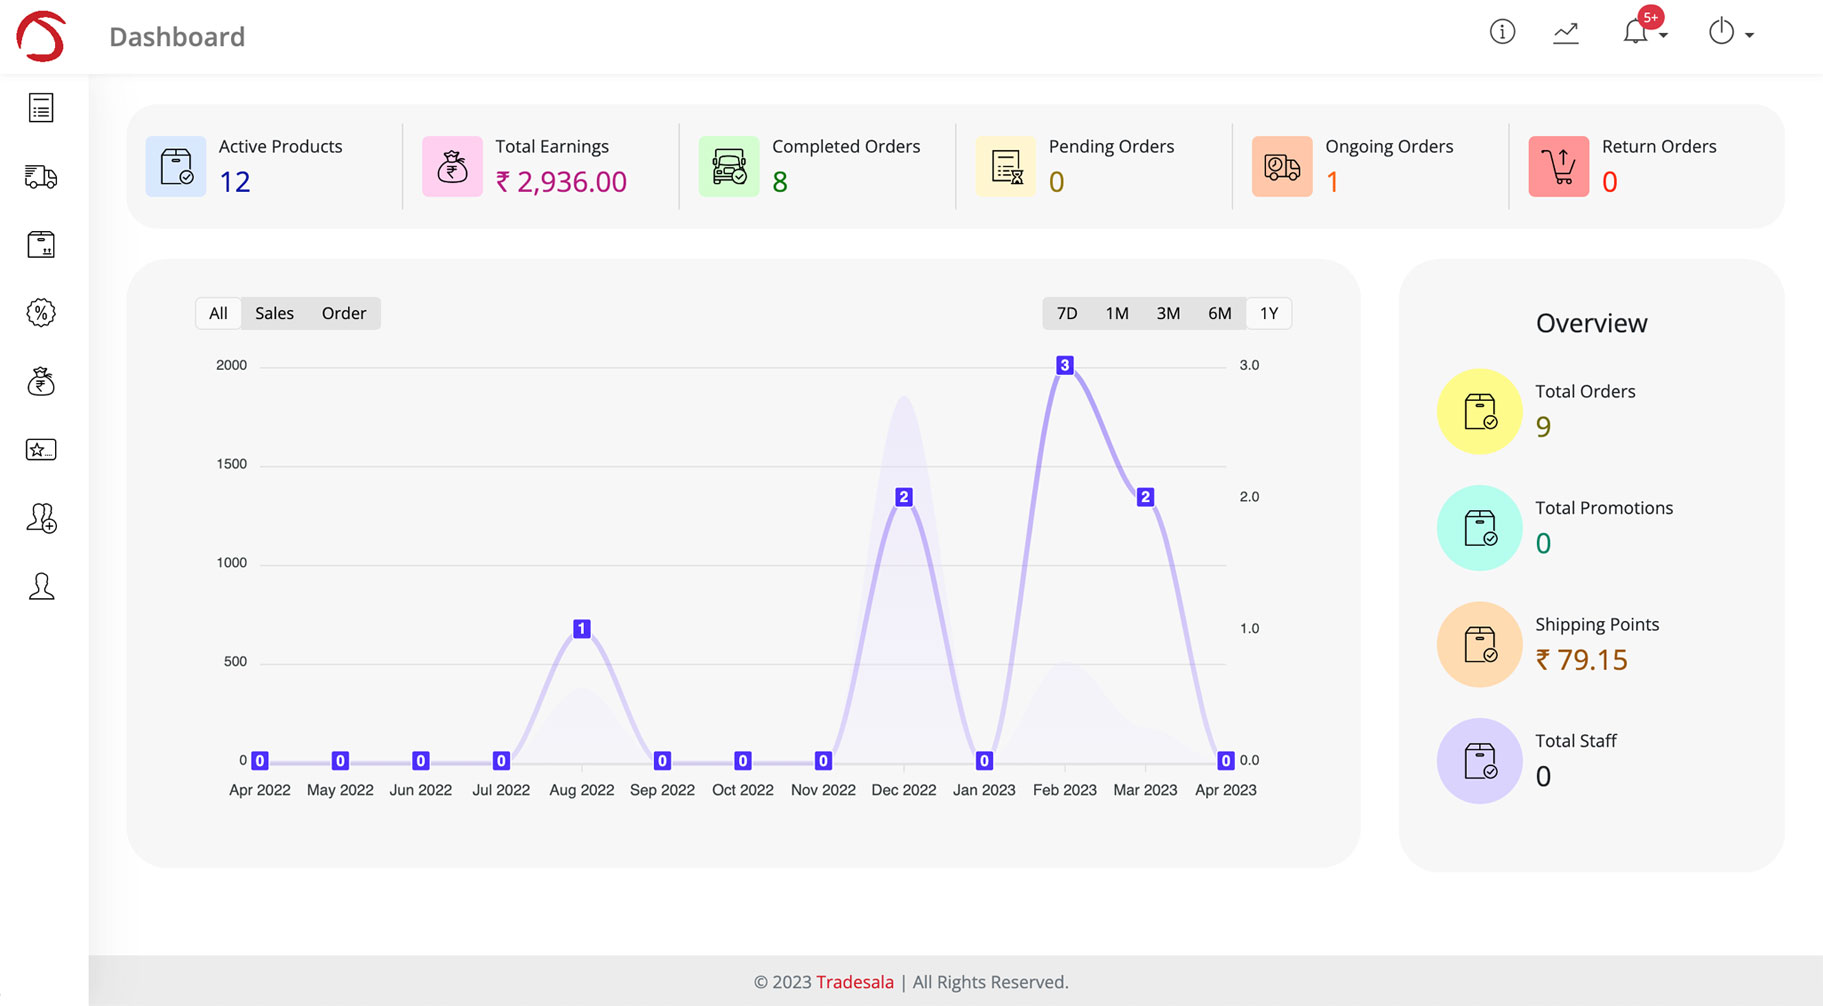 Dashboard
5+
Active Products
12
Total Earnings
₹ 2,936.00
Completed Orders
8
Pending Orders
0
Ongoing Orders
1
Return Orders
0
All Sales Order
7D 1M 3M 6M 1Y
2000
1500
1000
500
0
3.0
2.0
1.0
0.0
0 0 0 0 1 0 0 0 2 0 3 2 0
Apr 2022 May 2022 Jun 2022 Jul 2022 Aug 2022 Sep 2022 Oct 2022 Nov 2022 Dec 2022 Jan 2023 Feb 2023 Mar 2023 Apr 2023
Overview
Total Orders
9
Total Promotions
0
Shipping Points
₹ 79.15
Total Staff
0
© 2023 Tradesala | All Rights Reserved.